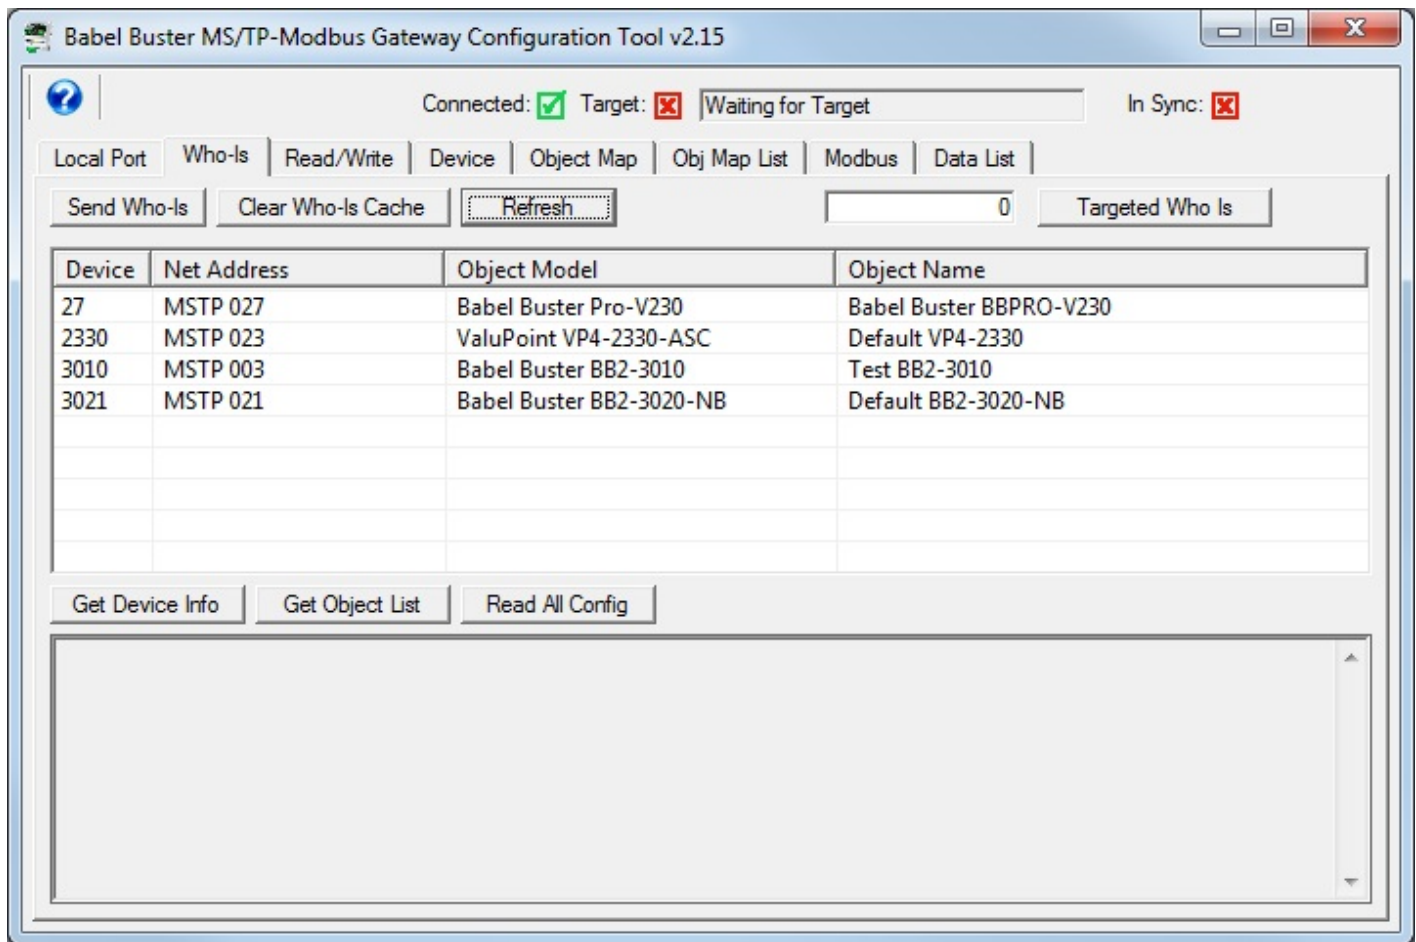 Babel Buster MS/TP-Modbus Gateway Configuration Tool v2.15
Connected: Target: Waiting for Target In Sync:
Local Port Who-Is Read/Write Device Object Map Obj Map List Modbus Data List
Send Who-Is Clear Who-Is Cache Refresh 0 Targeted Who Is
Device Net Address Object Model Object Name
27 MSTP 027 Babel Buster Pro-V230 Babel Buster BBPRO-V230
2330 MSTP 023 ValuPoint VP4-2330-ASC Default VP4-2330
3010 MSTP 003 Babel Buster BB2-3010 Test BB2-3010
3021 MSTP 021 Babel Buster BB2-3020-NB Default BB2-3020-NB
Get Device Info Get Object List Read All Config